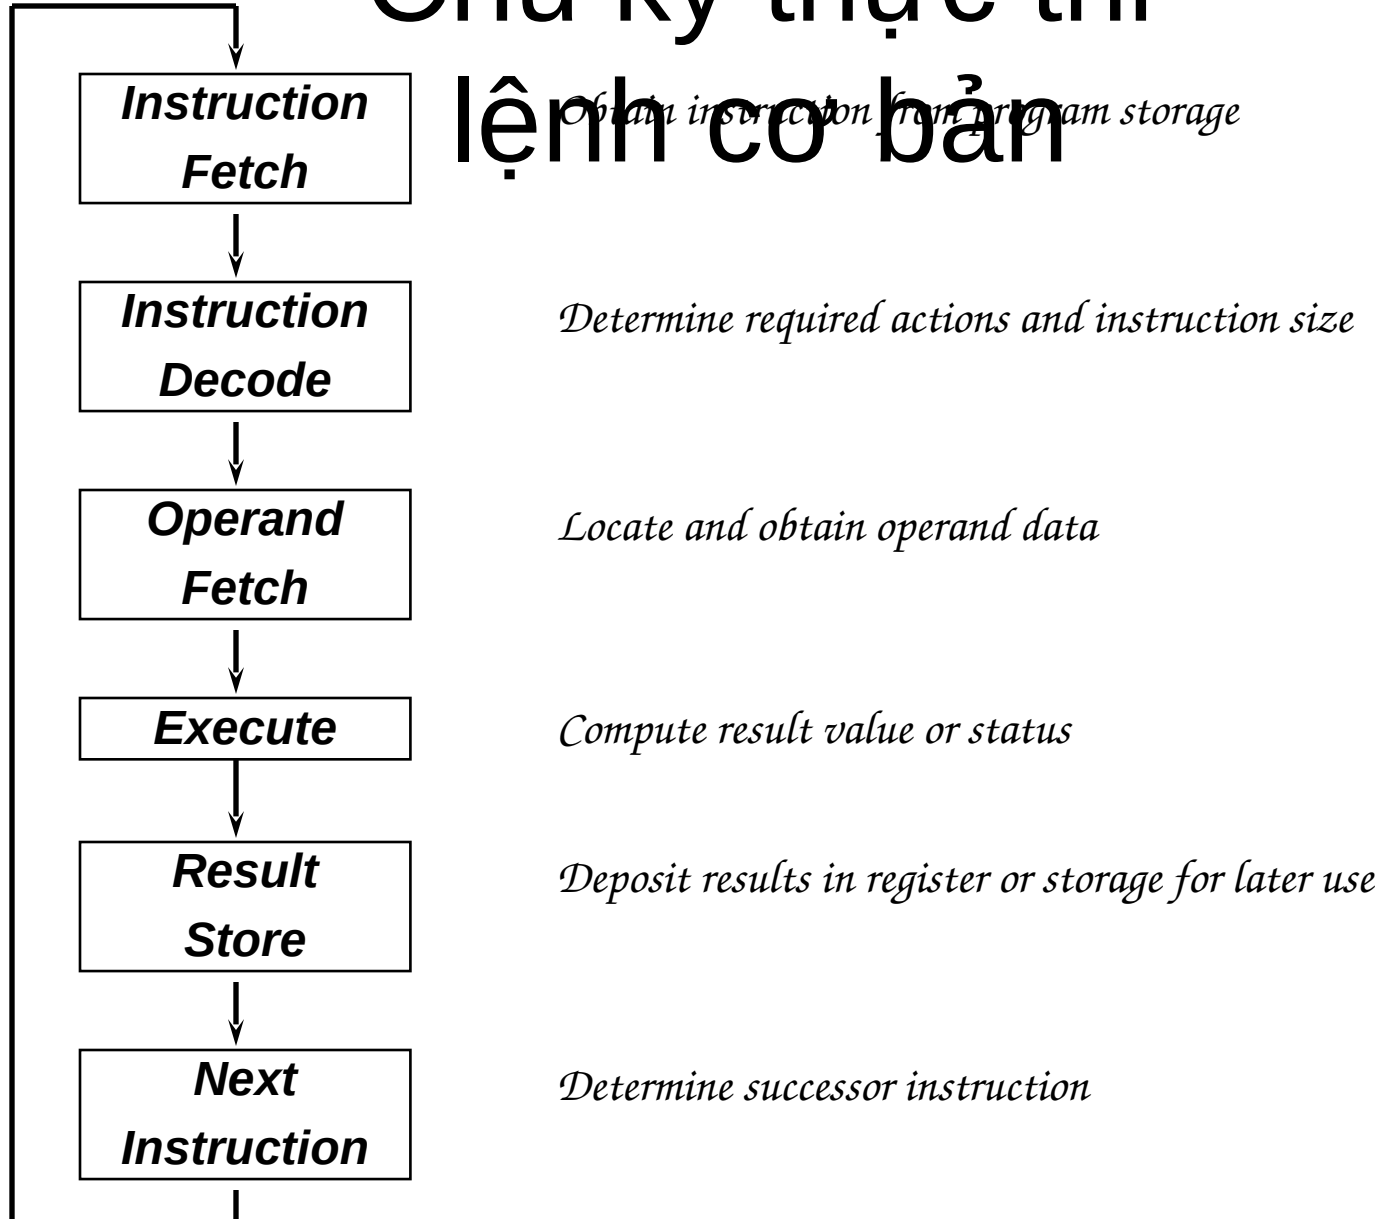 Chu kỳ thực thi
lệnh cơ bản
Instruction
Fetch
Obtain instruction from program storage
Instruction
Decode
Determine required actions and instruction size
Operand
Fetch
Locate and obtain operand data
Execute
Compute result value or status
Result
Store
Deposit results in register or storage for later use
Next
Instruction
Determine successor instruction